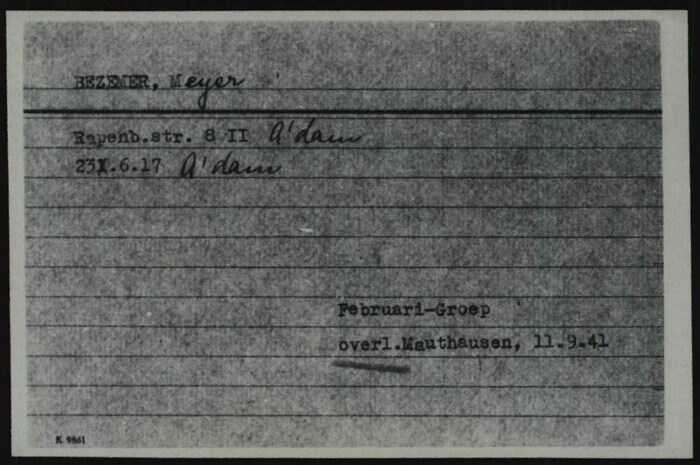 BEZEMER, Meyer
Rapenb.str. 8 II A'dam
23.6.17 A'dam
Februari-Groep
overl.Mauthausen, 11.9.41
K 9861